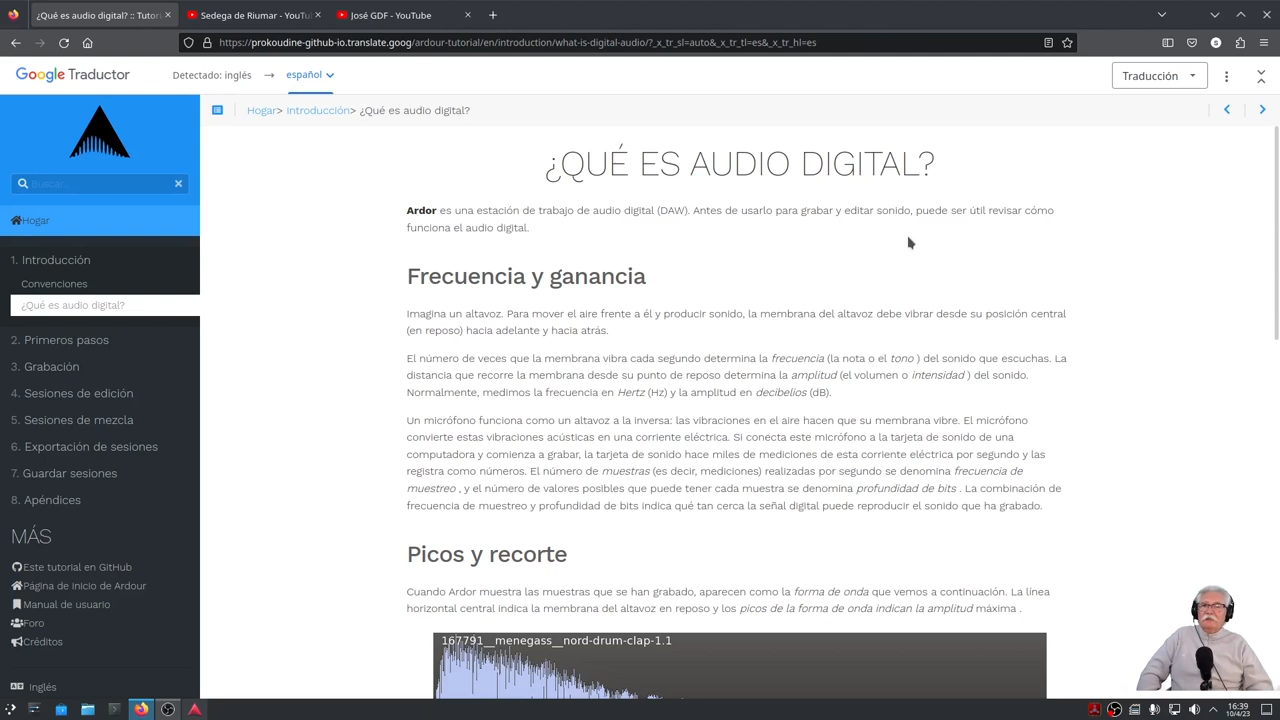 ¿Qué es audio digital? :: Tutori
Sedega de Riumar - YouTu
José GDF - YouTube
https://prokoudine-github-io.translate.goog/ardour-tutorial/en/introduction/what-is-digital-audio/?_x_tr_sl=auto&_x_tr_tl=es&_x_tr_hl=es
Google Traductor
Detectado: inglés
español
Traducción
Hogar> Introducción> ¿Qué es audio digital?
Buscar...
Hogar
1. Introducción
Convenciones
¿Qué es audio digital?
2. Primeros pasos
3. Grabación
4. Sesiones de edición
5. Sesiones de mezcla
6. Exportación de sesiones
7. Guardar sesiones
8. Apéndices
MÁS
Este tutorial en GitHub
Página de inicio de Ardour
Manual de usuario
Foro
Créditos
Inglés
¿QUÉ ES AUDIO DIGITAL?
Ardor es una estación de trabajo de audio digital (DAW). Antes de usarlo para grabar y editar sonido, puede ser útil revisar cómo
funciona el audio digital.
Frecuencia y ganancia
Imagina un altavoz. Para mover el aire frente a él y producir sonido, la membrana del altavoz debe vibrar desde su posición central
(en reposo) hacia adelante y hacia atrás.
El número de veces que la membrana vibra cada segundo determina la frecuencia (la nota o el tono ) del sonido que escuchas. La
distancia que recorre la membrana desde su punto de reposo determina la amplitud (el volumen o intensidad ) del sonido.
Normalmente, medimos la frecuencia en Hertz (Hz) y la amplitud en decibelios (dB).
Un micrófono funciona como un altavoz a la inversa: las vibraciones en el aire hacen que su membrana vibre. El micrófono
convierte estas vibraciones acústicas en una corriente eléctrica. Si conecta este micrófono a la tarjeta de sonido de una
computadora y comienza a grabar, la tarjeta de sonido hace miles de mediciones de esta corriente eléctrica por segundo y las
registra como números. El número de muestras (es decir, mediciones) realizadas por segundo se denomina frecuencia de
muestreo , y el número de valores posibles que puede tener cada muestra se denomina profundidad de bits . La combinación de
frecuencia de muestreo y profundidad de bits indica qué tan cerca la señal digital puede reproducir el sonido que ha grabado.
Picos y recorte
Cuando Ardor muestra las muestras que se han grabado, aparecen como la forma de onda que vemos a continuación. La línea
horizontal central indica la membrana del altavoz en reposo y los picos de la forma de onda indican la amplitud máxima .
167791__menegass__nord-drum-clap-1.1
16:39
10/4/23